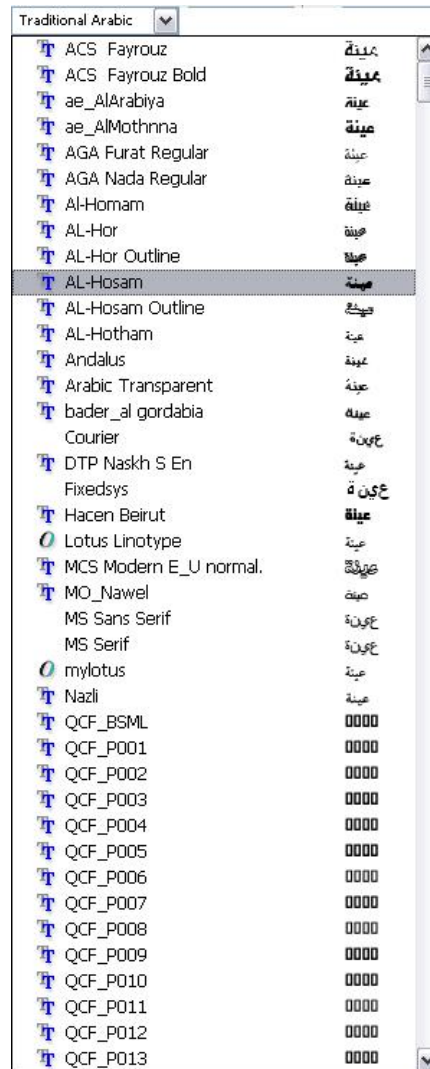 Traditional Arabic
ACS Fayrouz عينة
ACS Fayrouz Bold عينة
ae_AlArabiya عينة
ae_AlMothnna عينة
AGA Furat Regular عينة
AGA Nada Regular عينة
Al-Homam عينة
AL-Hor عينة
AL-Hor Outline عينة
AL-Hosam عينة
AL-Hosam Outline عينة
AL-Hotham عينة
Andalus عينة
Arabic Transparent عينة
bader_al gordabia عينة
Courier عينة
DTP Naskh S En عينة
Fixedsys عينة
Hacen Beirut عينة
Lotus Linotype عينة
MCS Modern E_U normal. عينة
MO_Nawel عينة
MS Sans Serif عينة
MS Serif عينة
mylotus عينة
Nazli عينة
QCF_BSML
QCF_P001
QCF_P002
QCF_P003
QCF_P004
QCF_P005
QCF_P006
QCF_P007
QCF_P008
QCF_P009
QCF_P010
QCF_P011
QCF_P012
QCF_P013